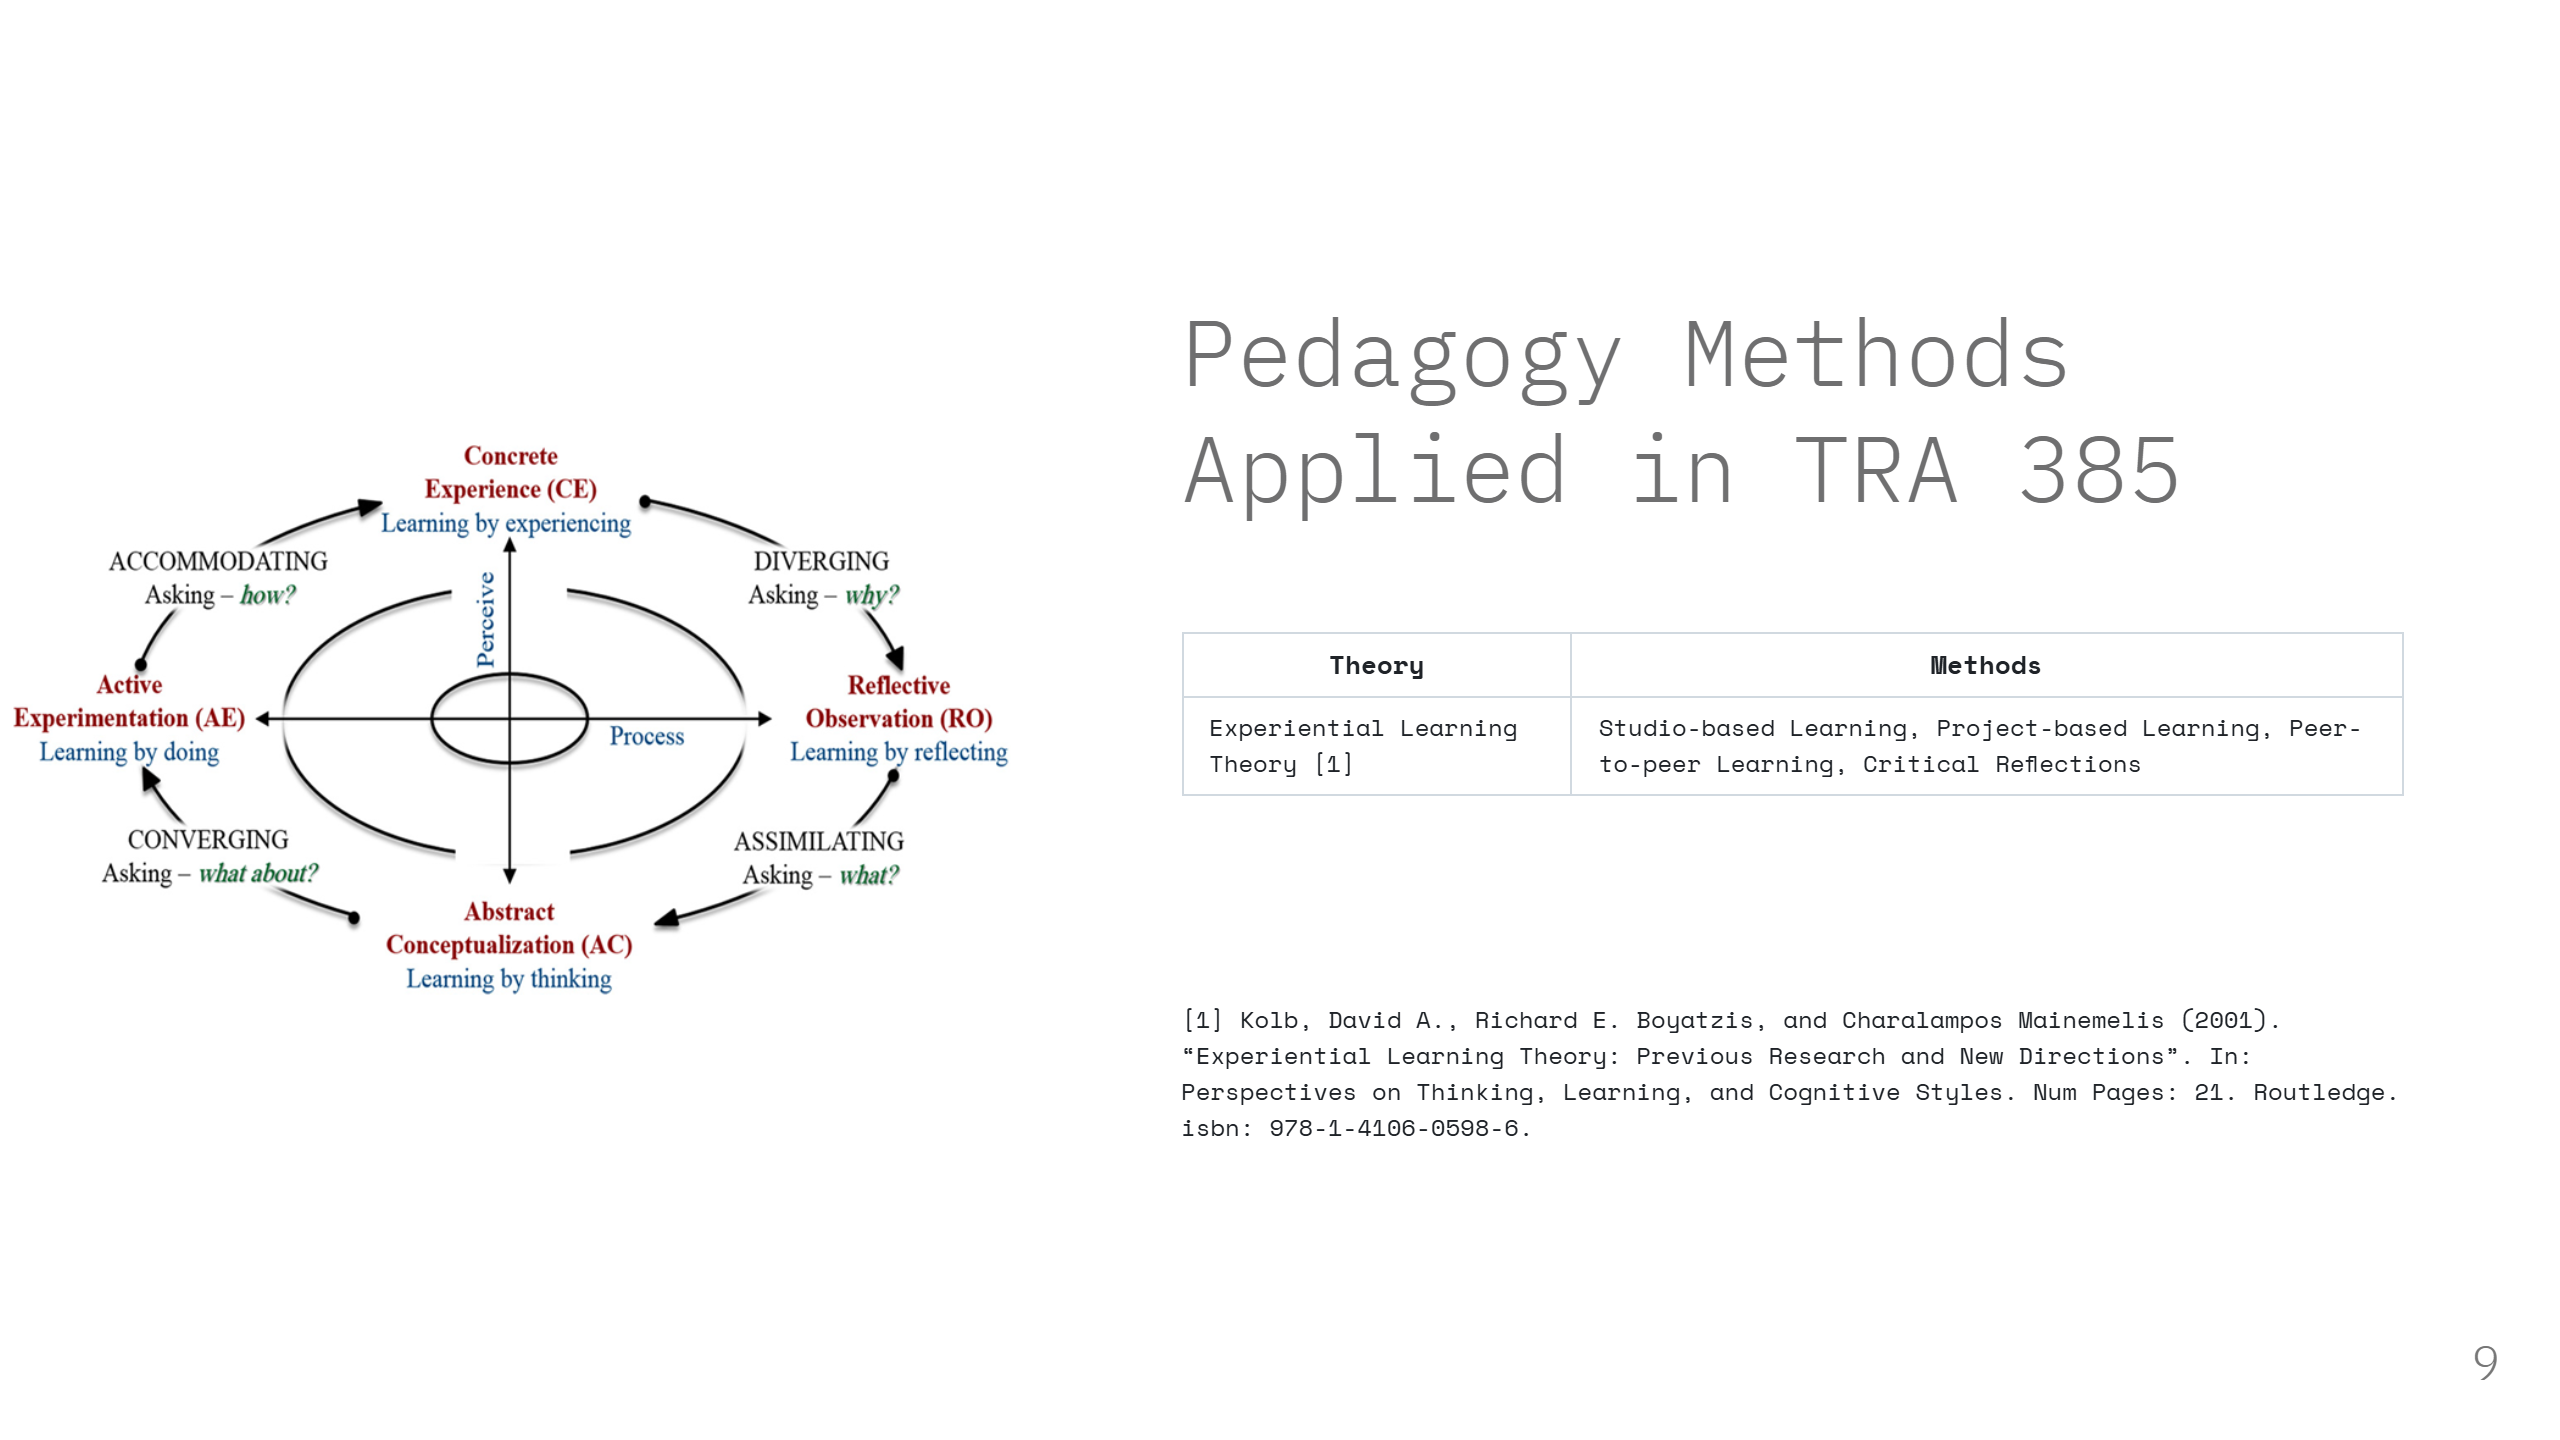 Pedagogy Methods
Applied in TRA 385
Concrete
Experience (CE)
Learning by experiencing
ACCOMMODATING
Asking – how?
DIVERGING
Asking – why?
Perceive
Active
Experimentation (AE)
Learning by doing
Process
Reflective
Observation (RO)
Learning by reflecting
CONVERGING
Asking – what about?
ASSIMILATING
Asking – what?
Abstract
Conceptualization (AC)
Learning by thinking
Theory
Methods
Experiential Learning
Theory [1]
Studio-based Learning, Project-based Learning, Peer-
to-peer Learning, Critical Reflections
[1] Kolb, David A., Richard E. Boyatzis, and Charalampos Mainemelis (2001).
“Experiential Learning Theory: Previous Research and New Directions”. In:
Perspectives on Thinking, Learning, and Cognitive Styles. Num Pages: 21. Routledge.
isbn: 978-1-4106-0598-6.
9